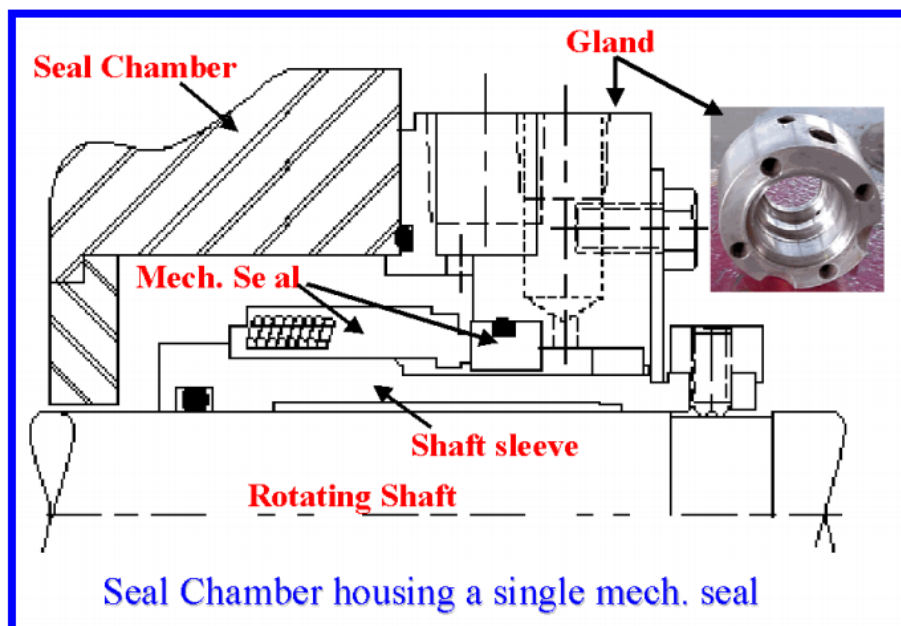 Gland
Seal Chamber
Mech. Se al
Shaft sleeve
Rotating Shaft
Seal Chamber housing a single mech. seal